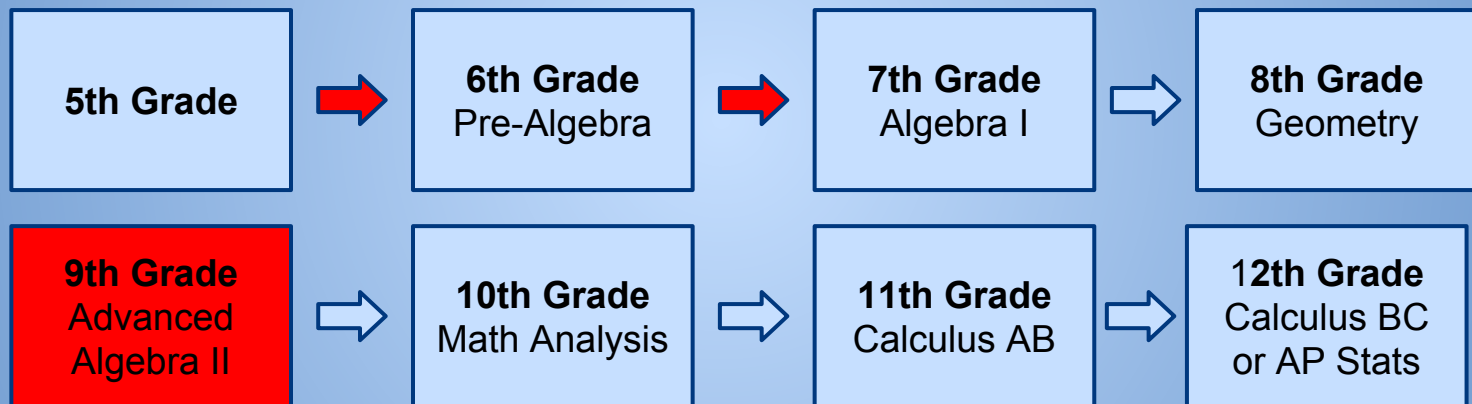 5th Grade
6th Grade
Pre-Algebra
7th Grade
Algebra I
8th Grade
Geometry
9th Grade
Advanced
Algebra II
10th Grade
Math Analysis
11th Grade
Calculus AB
12th Grade
Calculus BC
or AP Stats